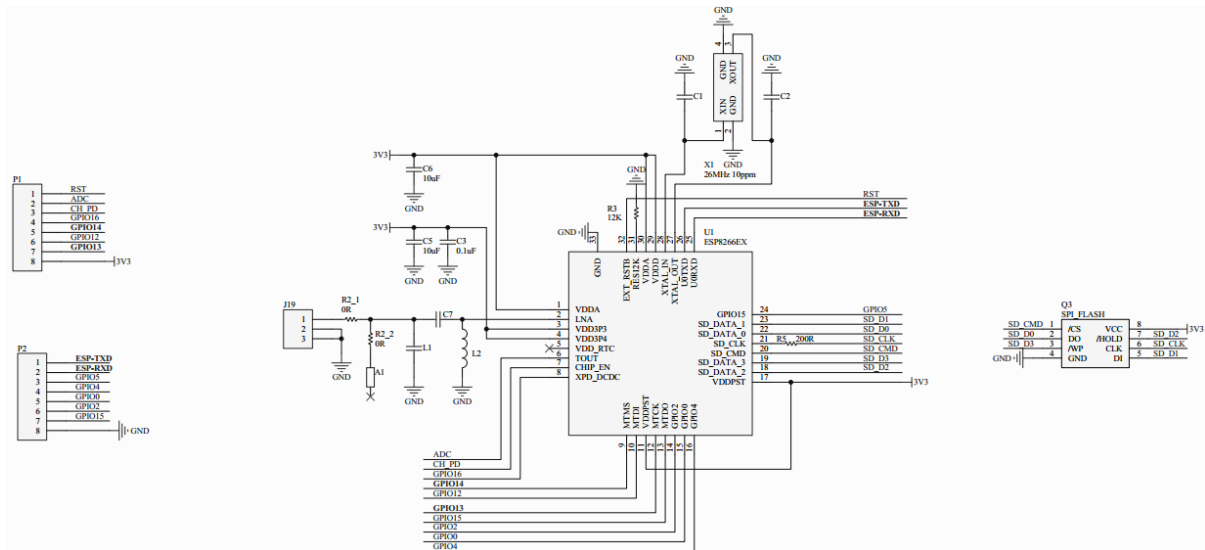 GND
4
3
GND
XOUT
XIN
GND
1
2
GND
C1
GND
C2
GND
X1
26MHz 10ppm
3V3
C6
10uF
GND
3V3
C5
10uF
GND
C3
0.1uF
GND
P1
1 RST
2 ADC
3 CH_PD
4 GPIO16
5 GPIO14
6 GPIO12
7 GPIO13
8 3V3
J19
1
2
3
R2_1
0R
R2_2
0R
A1
GND
L1
GND
C7
L2
GND
P2
1 ESP-TXD
2 ESP-RXD
3 GPIO5
4 GPIO4
5 GPIO0
6 GPIO2
7 GPIO15
8 GND
GND
R3
12K
RST
ESP-TXD
ESP-RXD
U1
ESP8266EX
GND
33
GND
32 EXT_RSTB
31 RES12K
30 VDDA
29 VDDD
28 XTAL_IN
27 XTAL_OUT
26 U0TXD
25 U0RXD
1 VDDA
2 LNA
3 VDD3P3
4 VDD3P4
5 VDD_RTC
6 TOUT
7 CHIP_EN
8 XPD_DCDC
GPIO15 24 GPIO5
SD_DATA_1 23 SD_D1
SD_DATA_0 22 SD_D0
SD_CLK 21 R5 200R SD_CLK
SD_CMD 20 SD_CMD
SD_DATA_3 19 SD_D3
SD_DATA_2 18 SD_D2
VDDPST 17 3V3
MTMS 9
MTDI 10
VDDPST 11
MTCK 12
MTDO 13
GPIO2 14
GPIO0 15
GPIO4 16
ADC
CH_PD
GPIO16
GPIO14
GPIO12
GPIO13
GPIO15
GPIO2
GPIO0
GPIO4
Q3
SPI_FLASH
SD_CMD 1 /CS VCC 8 3V3
SD_D0 2 DO /HOLD 7 SD_D2
SD_D3 3 /WP CLK 6 SD_CLK
GND 4 GND DI 5 SD_D1